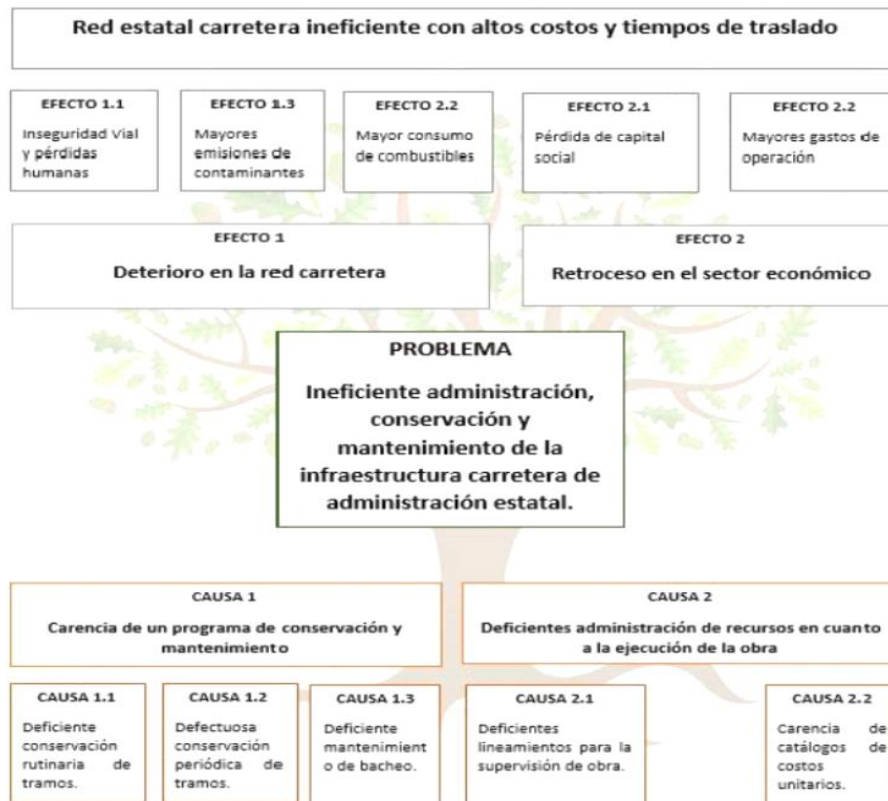 Red estatal carretera ineficiente con altos costos y tiempos de traslado
EFECTO 1.1
Inseguridad Vial
y pérdidas
humanas
EFECTO 1.3
Mayores
emisiones de
contaminantes
EFECTO 2.2
Mayor consumo
de combustibles
EFECTO 2.1
Pérdida de capital
social
EFECTO 2.2
Mayores gastos de
operación
EFECTO 1
Deterioro en la red carretera
EFECTO 2
Retroceso en el sector económico
PROBLEMA
Ineficiente administración,
conservación y
mantenimiento de la
infraestructura carretera de
administración estatal.
CAUSA 1
Carencia de un programa de conservación y
mantenimiento
CAUSA 2
Deficientes administración de recursos en cuanto
a la ejecución de la obra
CAUSA 1.1
Deficiente
conservación
rutinaria de
tramos.
CAUSA 1.2
Defectuosa
conservación
periódica de
tramos.
CAUSA 1.3
Deficiente
mantenimient
o de bacheo.
CAUSA 2.1
Deficientes
lineamientos para la
supervisión de obra.
CAUSA 2.2
Carencia de
catálogos de
costos
unitarios.